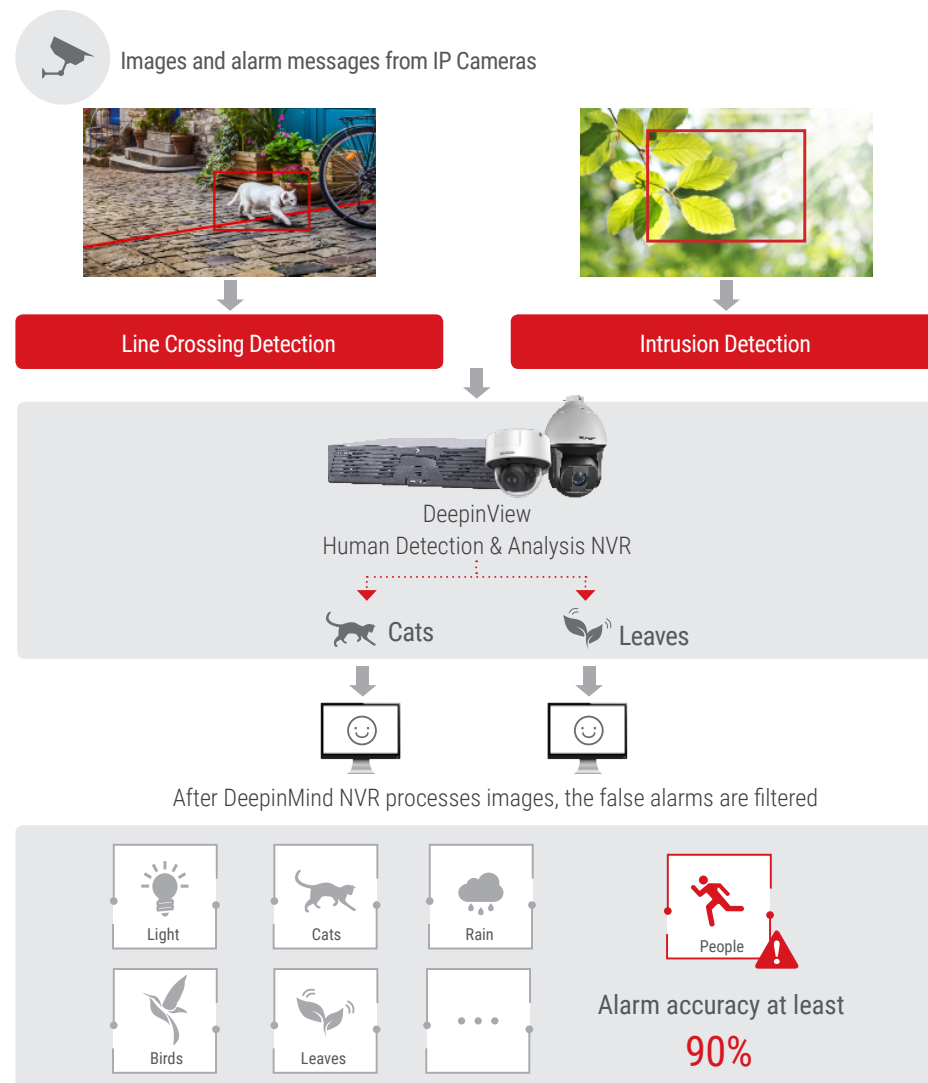 Images and alarm messages from IP Cameras
Line Crossing Detection
Intrusion Detection
DeepinView
Human Detection & Analysis NVR
Cats
Leaves
After DeepinMind NVR processes images, the false alarms are filtered
Light
Cats
Rain
People
Birds
Leaves
Alarm accuracy at least
90%